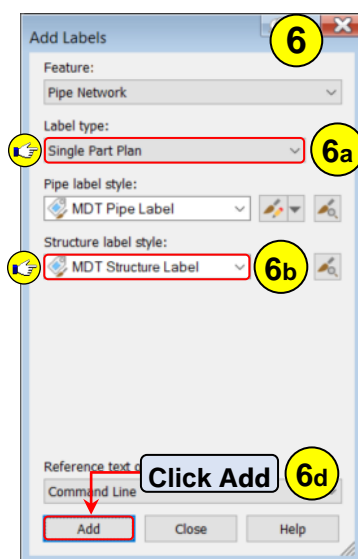 Add Labels
6
Feature:
Pipe Network
Label type:
Single Part Plan
6a
Pipe label style:
MDT Pipe Label
Structure label style:
MDT Structure Label
6b
Reference text
Click Add
6d
Command Line
Add Close Help